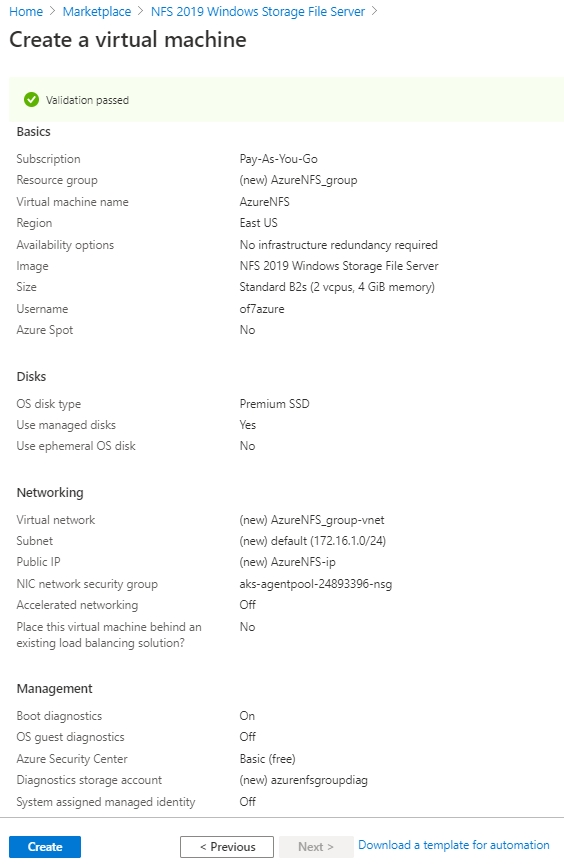 Home > Marketplace > NFS 2019 Windows Storage File Server >
Create a virtual machine
Validation passed
Basics
Subscription Pay-As-You-Go
Resource group (new) AzureNFS_group
Virtual machine name AzureNFS
Region East US
Availability options No infrastructure redundancy required
Image NFS 2019 Windows Storage File Server
Size Standard B2s (2 vcpus, 4 GiB memory)
Username of7azure
Azure Spot No
Disks
OS disk type Premium SSD
Use managed disks Yes
Use ephemeral OS disk No
Networking
Virtual network (new) AzureNFS_group-vnet
Subnet (new) default (172.16.1.0/24)
Public IP (new) AzureNFS-ip
NIC network security group aks-agentpool-24893396-nsg
Accelerated networking Off
Place this virtual machine behind an No
existing load balancing solution?
Management
Boot diagnostics On
OS guest diagnostics Off
Azure Security Center Basic (free)
Diagnostics storage account (new) azurenfsgroupdiag
System assigned managed identity Off
Create < Previous Next > Download a template for automation